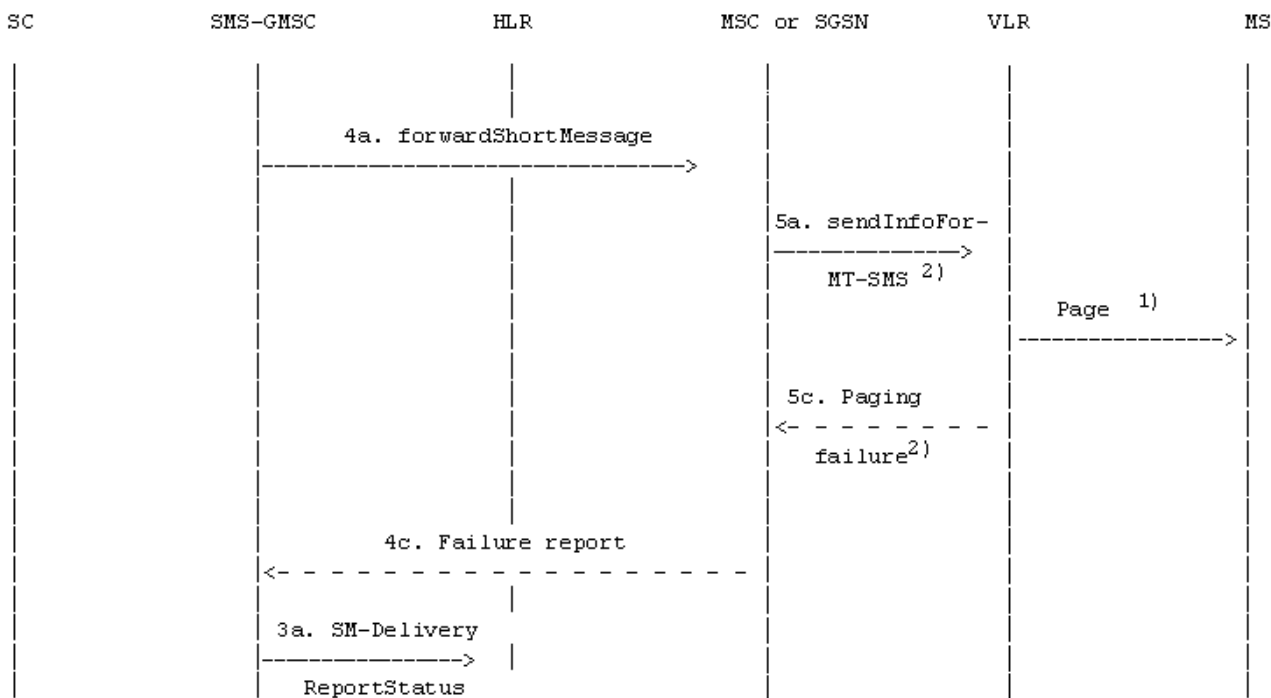 SC SMS-GMSC HLR MSC or SGSN VLR MS
4a. forwardShortMessage
5a. sendInfoFor-
MT-SMS 2)
Page 1)
5c. Paging
failure2)
4c. Failure report
3a. SM-Delivery
ReportStatus